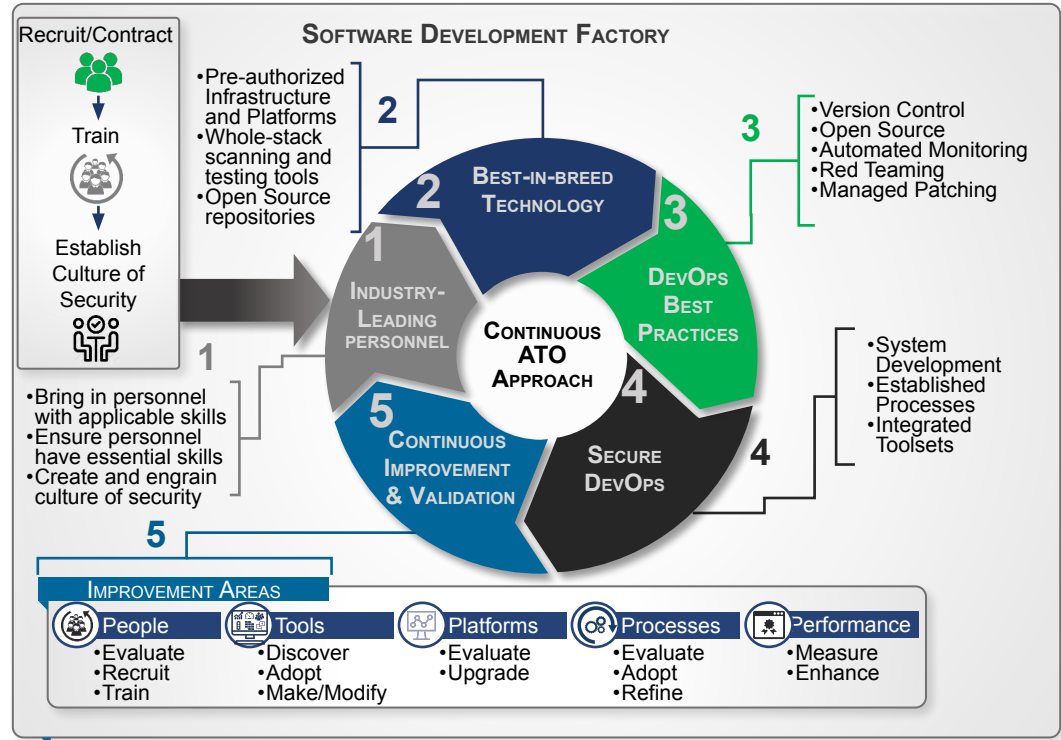 SOFTWARE DEVELOPMENT FACTORY
Recruit/Contract
Train
Establish
Culture of
Security
1
•Bring in personnel
with applicable skills
•Ensure personnel
have essential skills
•Create and engrain
culture of security
•Pre-authorized
Infrastructure
and Platforms
•Whole-stack
scanning and
testing tools
•Open Source
repositories
2
3
•Version Control
•Open Source
•Automated Monitoring
•Red Teaming
•Managed Patching
4
•System
Development
•Established
Processes
•Integrated
Toolsets
1
INDUSTRY-
LEADING
PERSONNEL
2
BEST-IN-BREED
TECHNOLOGY
3
DEVOPS
BEST
PRACTICES
4
SECURE
DEVOPS
5
CONTINUOUS
IMPROVEMENT
& VALIDATION
CONTINUOUS
ATO
APPROACH
5
IMPROVEMENT AREAS
People
•Evaluate
•Recruit
•Train
Tools
•Discover
•Adopt
•Make/Modify
Platforms
•Evaluate
•Upgrade
Processes
•Evaluate
•Adopt
•Refine
Performance
•Measure
•Enhance